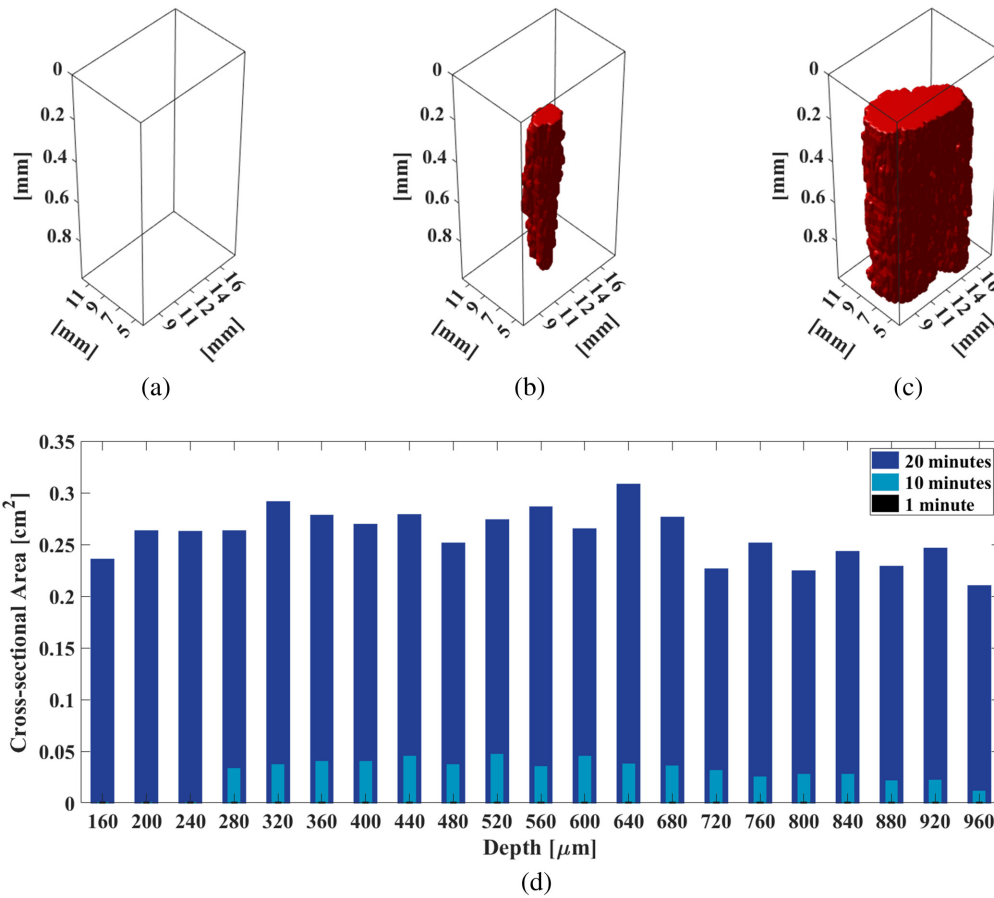 0
0.2
0.4
0.6
0.8
[mm]
11
9
7
5
[mm]
9
11
12
14
16
[mm]
(a)
0
0.2
0.4
0.6
0.8
[mm]
11
9
7
5
[mm]
9
11
12
14
16
[mm]
(b)
0
0.2
0.4
0.6
0.8
[mm]
11
9
7
5
[mm]
9
11
12
14
16
[mm]
(c)
0.35
0.3
0.25
0.2
0.15
0.1
0.05
0
Cross-sectional Area [cm²]
20 minutes
10 minutes
1 minute
160 200 240 280 320 360 400 440 480 520 560 600 640 680 720 760 800 840 880 920 960
Depth [μm]
(d)